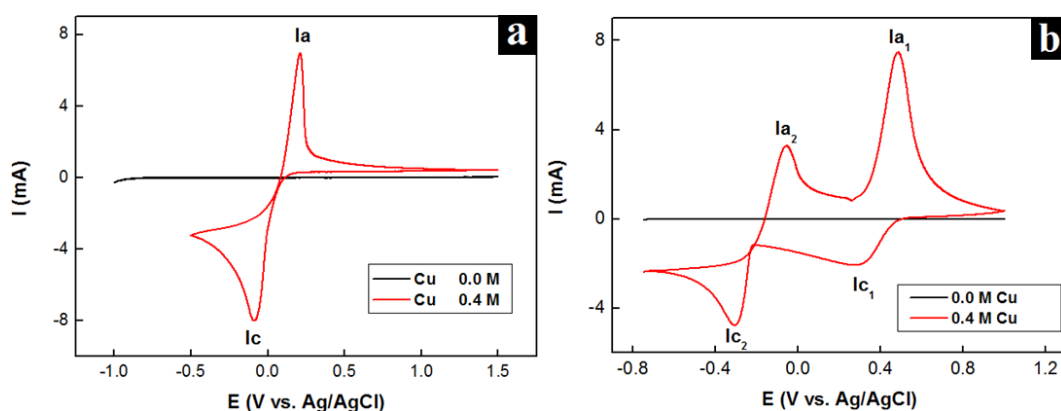 a
Ia
8
4
0
-4
-8
I (mA)
Cu 0.0 M
Cu 0.4 M
Ic
-1.0 -0.5 0.0 0.5 1.0 1.5
E (V vs. Ag/AgCl)
b
Ia1
Ia2
8
4
0
-4
I (mA)
Ic1
Ic2
0.0 M Cu
0.4 M Cu
-0.8 -0.4 0.0 0.4 0.8 1.2
E (V vs. Ag/AgCl)